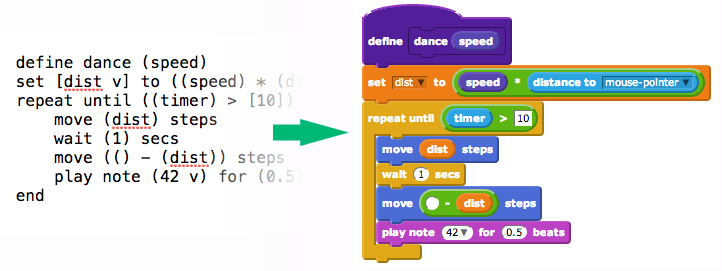 define dance (speed)
set [dist v] to ((speed) * (di
repeat until ((timer) > [10])
move (dist) steps
wait (1) secs
move (() - (dist)) steps
play note (42 v) for (0.5)
end
define dance speed
set dist to speed * distance to mouse-pointer
repeat until timer > 10
move dist steps
wait 1 secs
move - dist steps
play note 42 for 0.5 beats